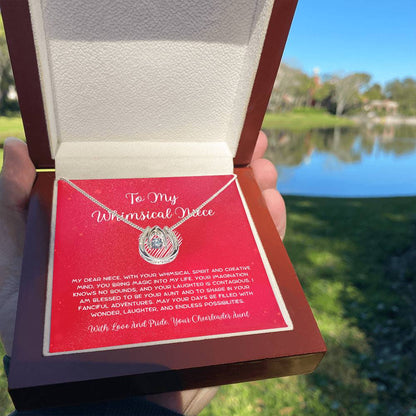 To My
Whimsical Niece
MY DEAR NIECE, WITH YOUR WHIMSICAL SPIRIT AND CREATIVE
MIND, YOU BRING MAGIC INTO MY LIFE. YOUR IMAGINATION
KNOWS NO BOUNDS, AND YOUR LAUGHTER IS CONTAGIOUS. I
AM BLESSED TO BE YOUR AUNT AND TO SHARE IN YOUR
FANCIFUL ADVENTURES. MAY YOUR DAYS BE FILLED WITH
WONDER, LAUGHTER, AND ENDLESS POSSIBILITIES.
With Love And Pride, Your Cheerleader Aunt